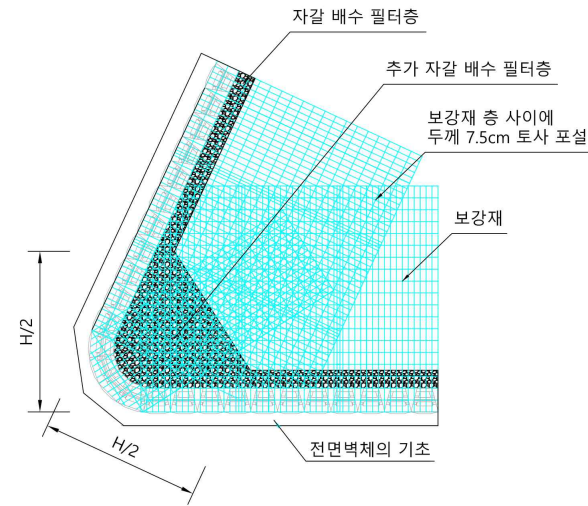 자갈 배수 필터층
추가 자갈 배수 필터층
보강재 층 사이에
두께 7.5cm 토사 포설
보강재
H/2
H/2
전면벽체의 기초